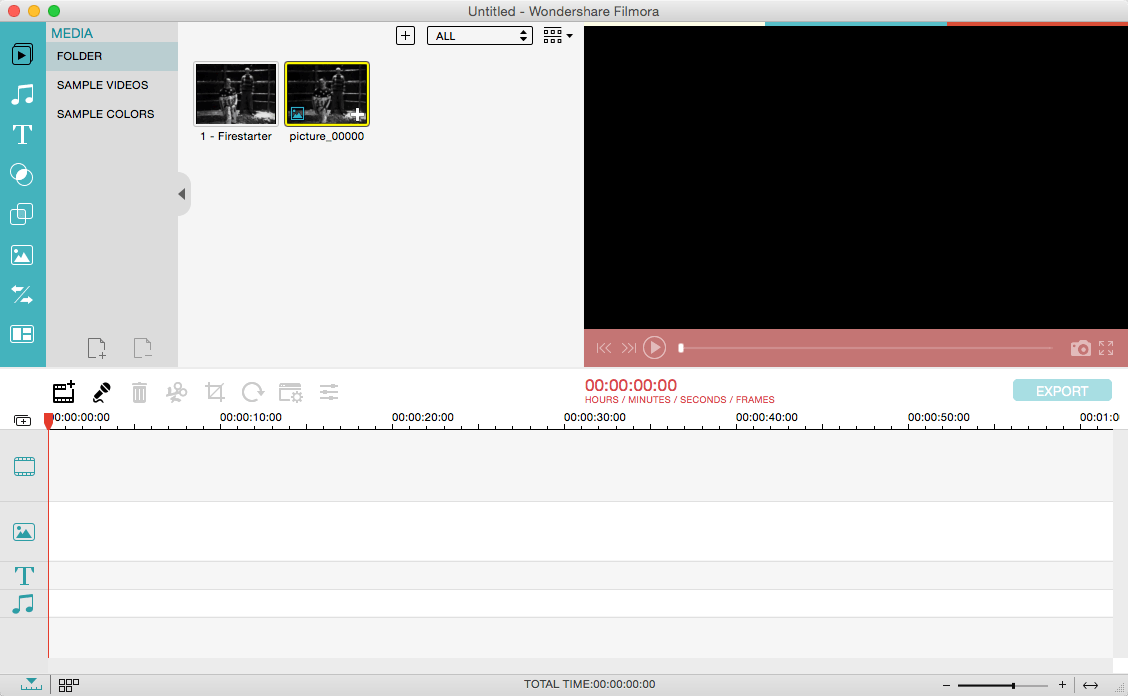 Untitled - Wondershare Filmora
MEDIA
FOLDER
SAMPLE VIDEOS
SAMPLE COLORS
ALL
1 - Firestarter
picture_00000
00:00:00:00
HOURS / MINUTES / SECONDS / FRAMES
EXPORT
00:00:00:00
00:00:10:00
00:00:20:00
00:00:30:00
00:00:40:00
00:00:50:00
00:01:0
TOTAL TIME:00:00:00:00